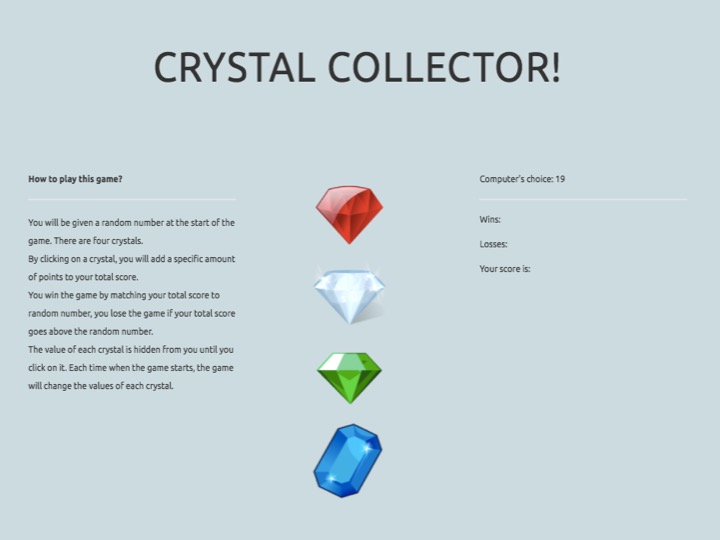 CRYSTAL COLLECTOR!
How to play this game?
You will be given a random number at the start of the
game. There are four crystals.
By clicking on a crystal, you will add a specific amount
of points to your total score.
You win the game by matching your total score to
random number, you lose the game if your total score
goes above the random number.
The value of each crystal is hidden from you until you
click on it. Each time when the game starts, the game
will change the values of each crystal.
Computer's choice: 19
Wins:
Losses:
Your score is: